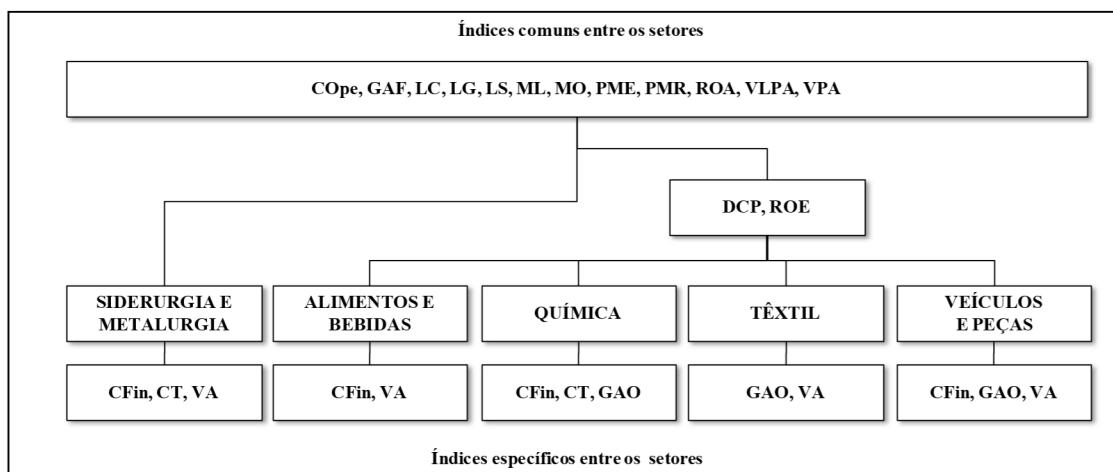 Índices comuns entre os setores
COpe, GAF, LC, LG, LS, ML, MO, PME, PMR, ROA, VLPA, VPA
DCP, ROE
SIDERURGIA E
METALURGIA
ALIMENTOS E
BEBIDAS
QUÍMICA
TÊXTIL
VEÍCULOS
E PEÇAS
CFin, CT, VA
CFin, VA
CFin, CT, GAO
GAO, VA
CFin, GAO, VA
Índices específicos entre os setores